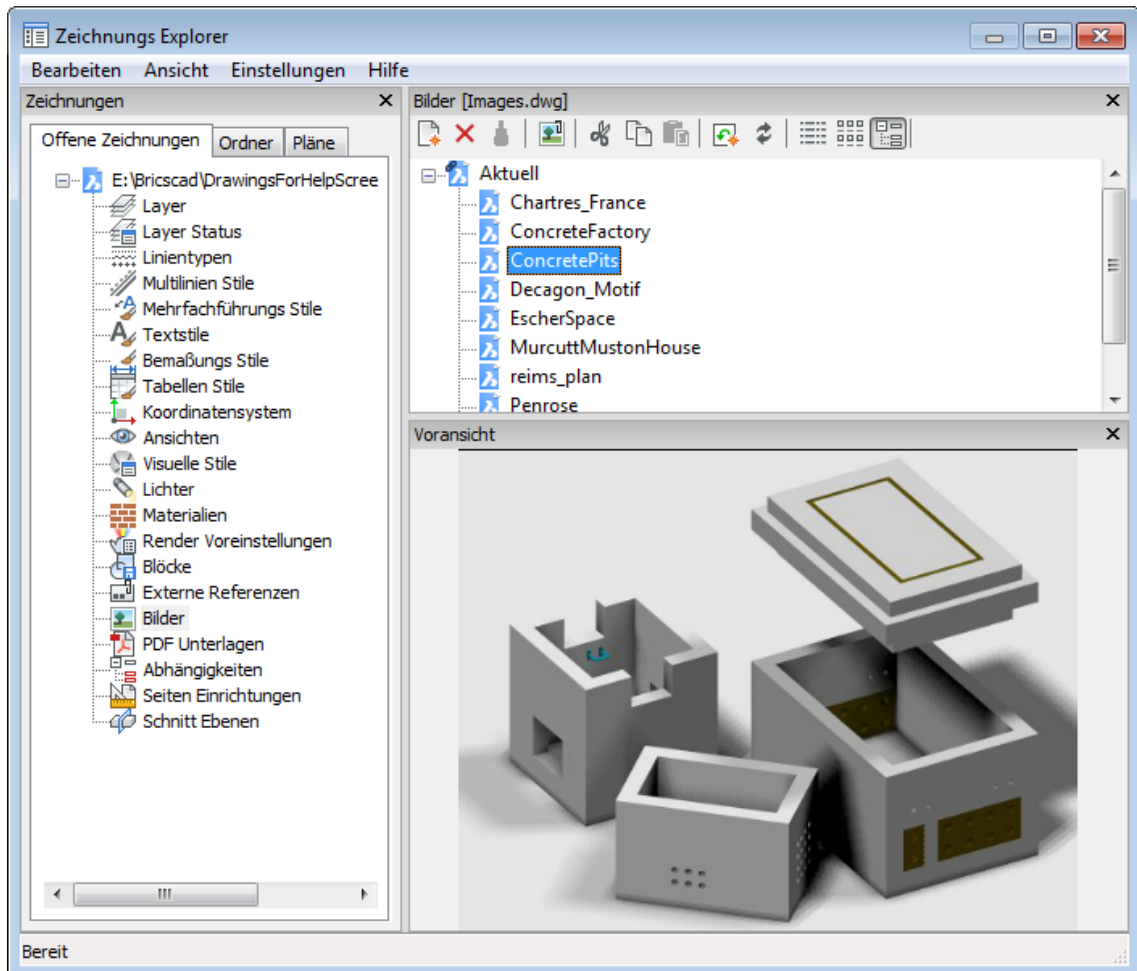 Zeichnungs Explorer
Bearbeiten Ansicht Einstellungen Hilfe
Zeichnungen
Offene Zeichnungen Ordner Pläne
E:\Bricscad\DrawingsForHelpScree
Layer
Layer Status
Linientypen
Multilinien Stile
Mehrfachführungs Stile
Textstile
Bemaßungs Stile
Tabellen Stile
Koordinatensystem
Ansichten
Visuelle Stile
Lichter
Materialien
Render Voreinstellungen
Blöcke
Externe Referenzen
Bilder
PDF Unterlagen
Abhängigkeiten
Seiten Einrichtungen
Schnitt Ebenen
Bilder [Images.dwg]
Aktuell
Chartres_France
ConcreteFactory
ConcretePits
Decagon_Motif
EscherSpace
MurcuttMustonHouse
reims_plan
Penrose
Voransicht
Bereit